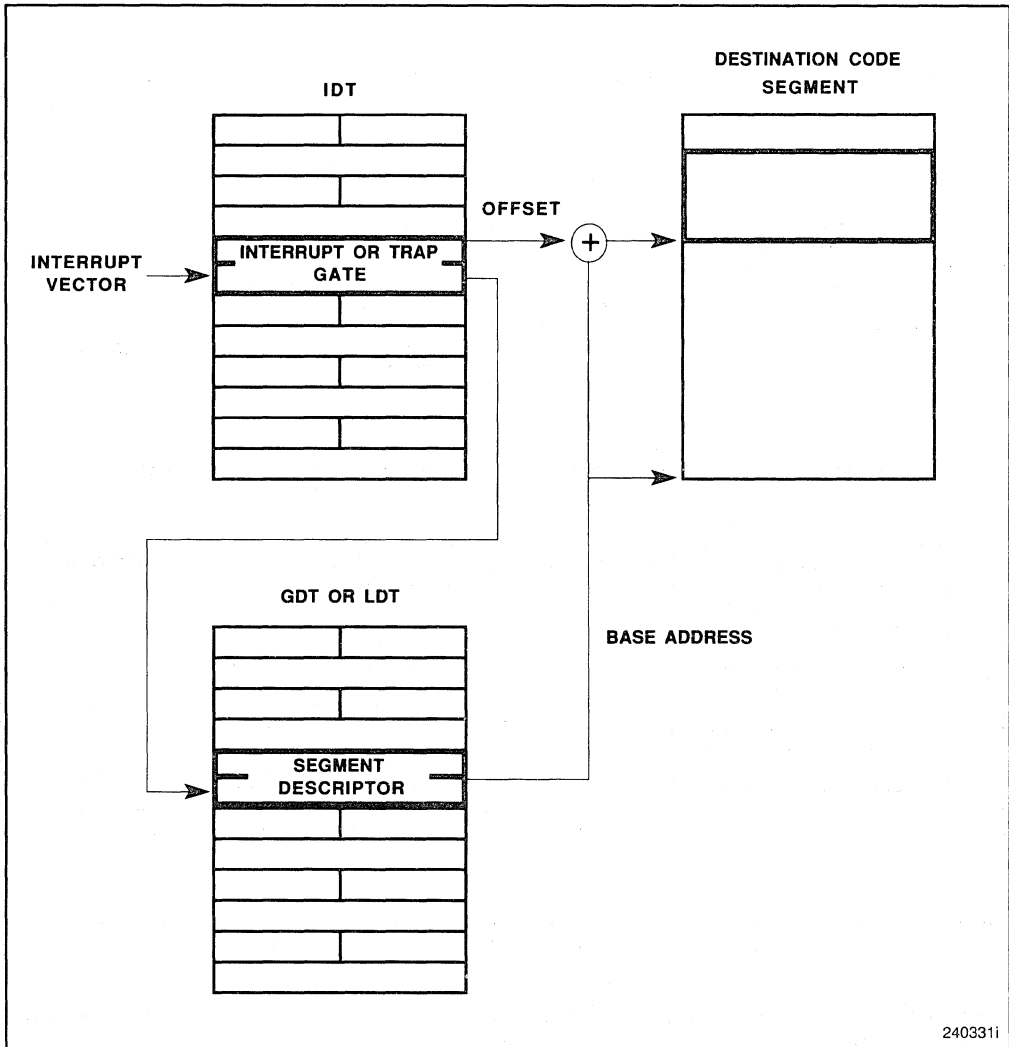 DESTINATION CODE
SEGMENT
IDT
OFFSET
+
INTERRUPT
VECTOR
INTERRUPT OR TRAP
GATE
GDT OR LDT
BASE ADDRESS
SEGMENT
DESCRIPTOR
240331i